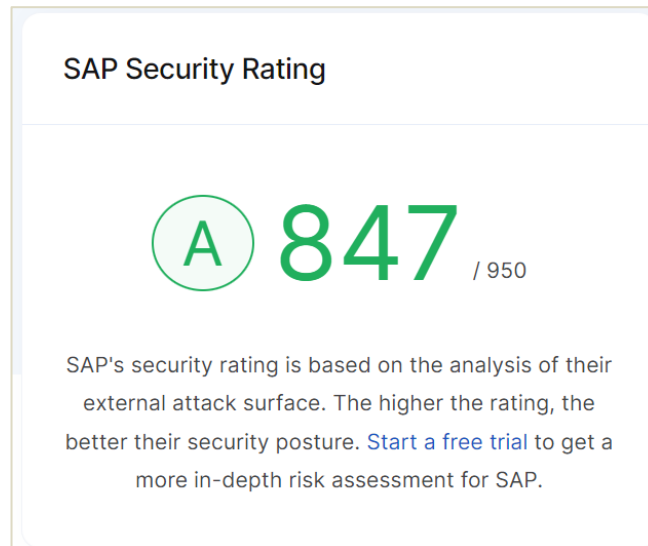 SAP Security Rating
A 847 / 950
SAP's security rating is based on the analysis of their
external attack surface. The higher the rating, the
better their security posture. Start a free trial to get a
more in-depth risk assessment for SAP.